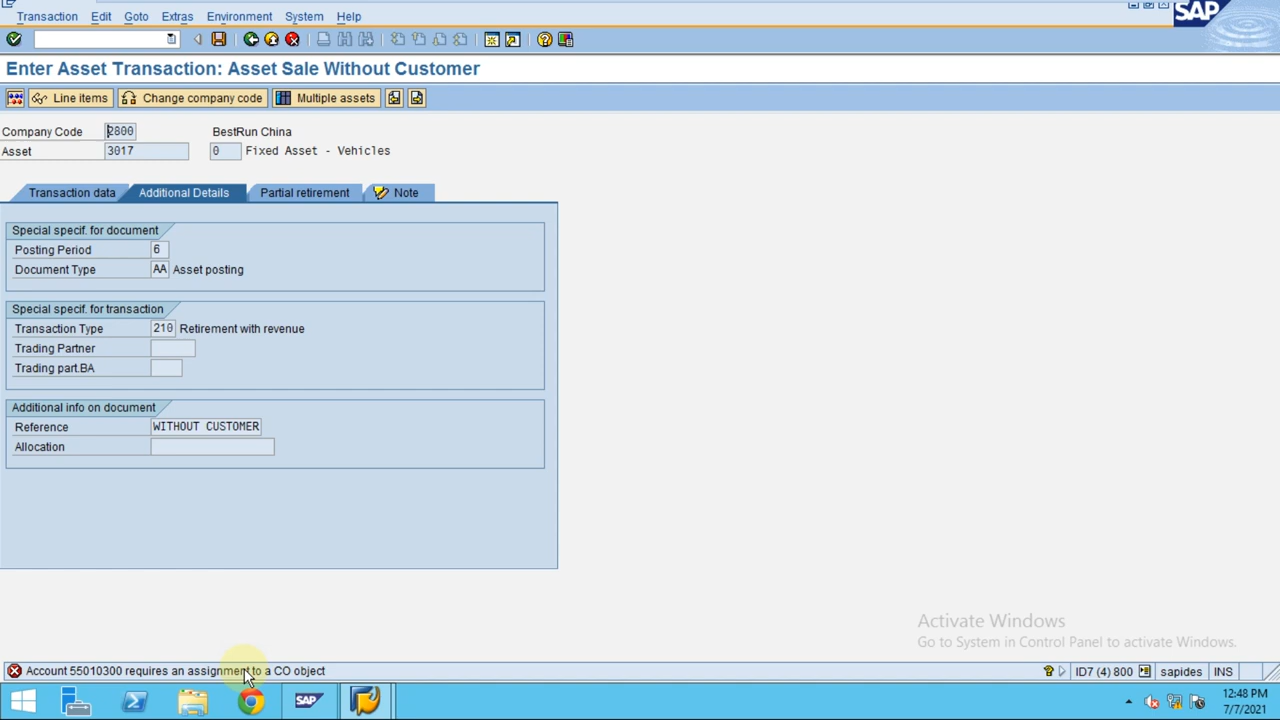 Transaction Edit Goto Extras Environment System Help
SAP
Enter Asset Transaction: Asset Sale Without Customer
Line items Change company code Multiple assets
Company Code 2800 BestRun China
Asset 3017 0 Fixed Asset - Vehicles
Transaction data Additional Details Partial retirement Note
Special specif. for document
Posting Period 6
Document Type AA Asset posting
Special specif. for transaction
Transaction Type 210 Retirement with revenue
Trading Partner
Trading part.BA
Additional info on document
Reference WITHOUT CUSTOMER
Allocation
Activate Windows
Go to System in Control Panel to activate Windows.
Account 55010300 requires an assignment to a CO object ID7 (4) 800 sapides INS
SAP
12:48 PM
7/7/2021